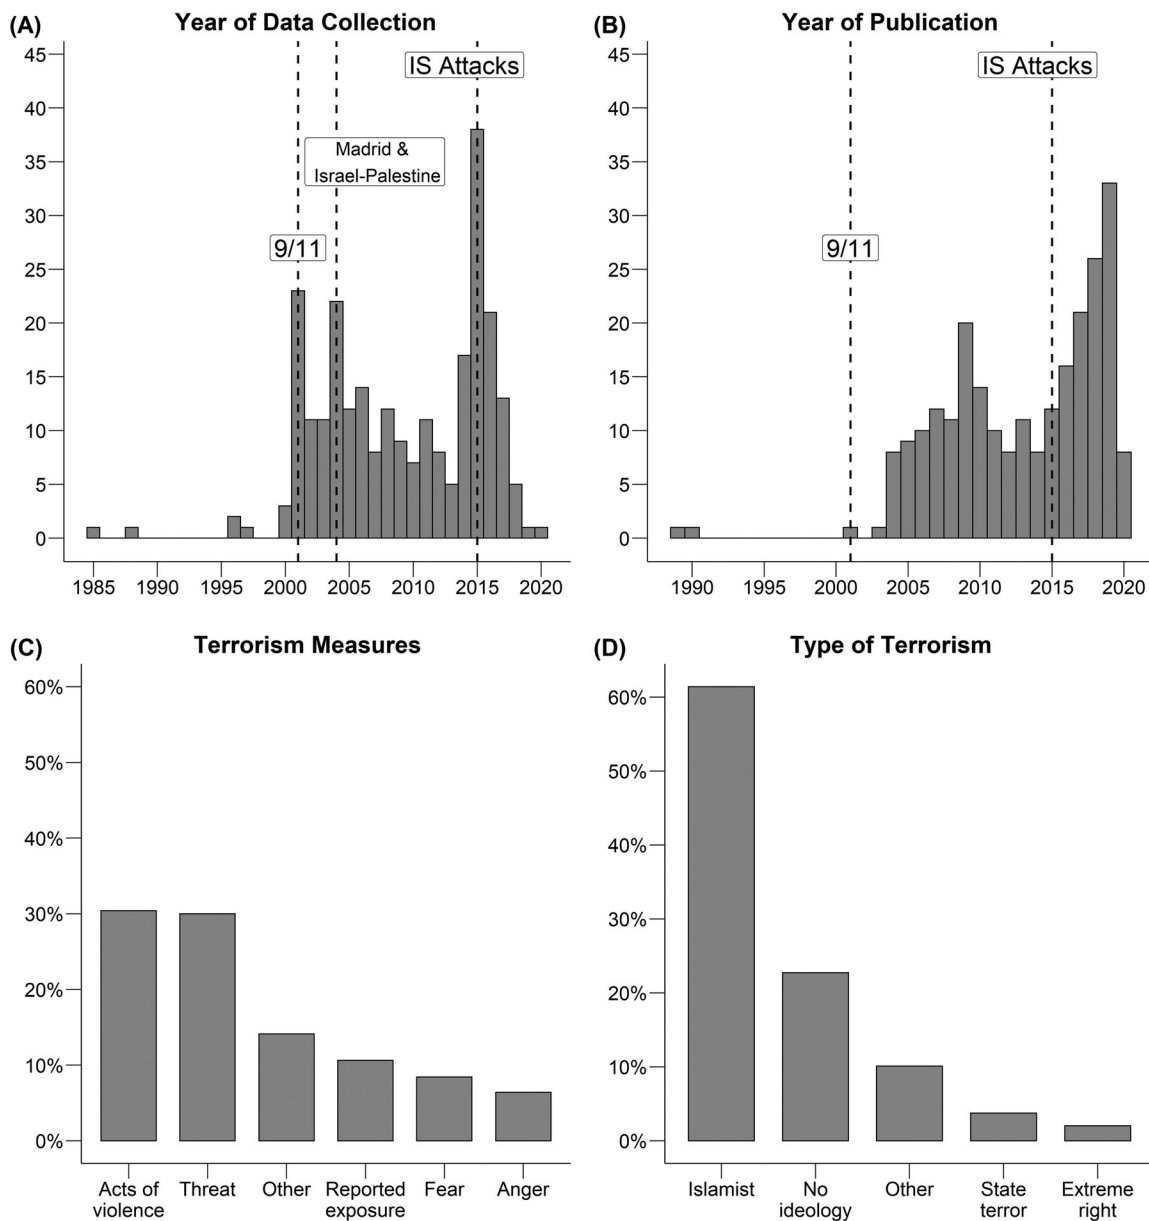 (A) Year of Data Collection
45
40
35
30
25
20
15
10
5
0
IS Attacks
Madrid &
Israel-Palestine
9/11
1985 1990 1995 2000 2005 2010 2015 2020
(B) Year of Publication
45
40
35
30
25
20
15
10
5
0
IS Attacks
9/11
1990 1995 2000 2005 2010 2015 2020
(C) Terrorism Measures
60%
50%
40%
30%
20%
10%
0%
Acts of violence
Threat
Other
Reported exposure
Fear
Anger
(D) Type of Terrorism
60%
50%
40%
30%
20%
10%
0%
Islamist
No ideology
Other
State terror
Extreme right